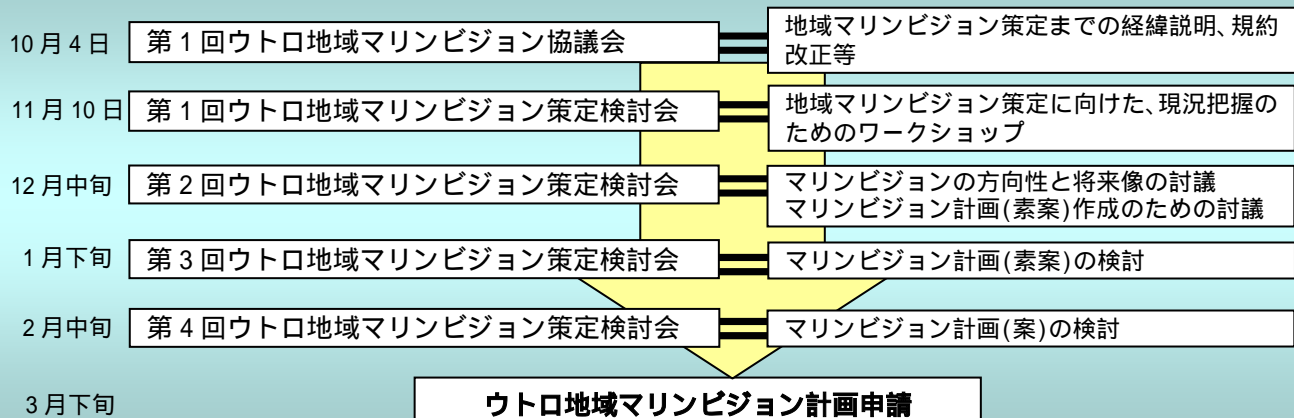 10月4日 第1回ウトロ地域マリンビジョン協議会 地域マリンビジョン策定までの経緯説明、規約
改正等
11月10日 第1回ウトロ地域マリンビジョン策定検討会 地域マリンビジョン策定に向けた、現況把握の
ためのワークショップ
12月中旬 第2回ウトロ地域マリンビジョン策定検討会 マリンビジョンの方向性と将来像の討議
マリンビジョン計画(素案)作成のための討議
1月下旬 第3回ウトロ地域マリンビジョン策定検討会 マリンビジョン計画(素案)の検討
2月中旬 第4回ウトロ地域マリンビジョン策定検討会 マリンビジョン計画(案)の検討
3月下旬 ウトロ地域マリンビジョン計画申請